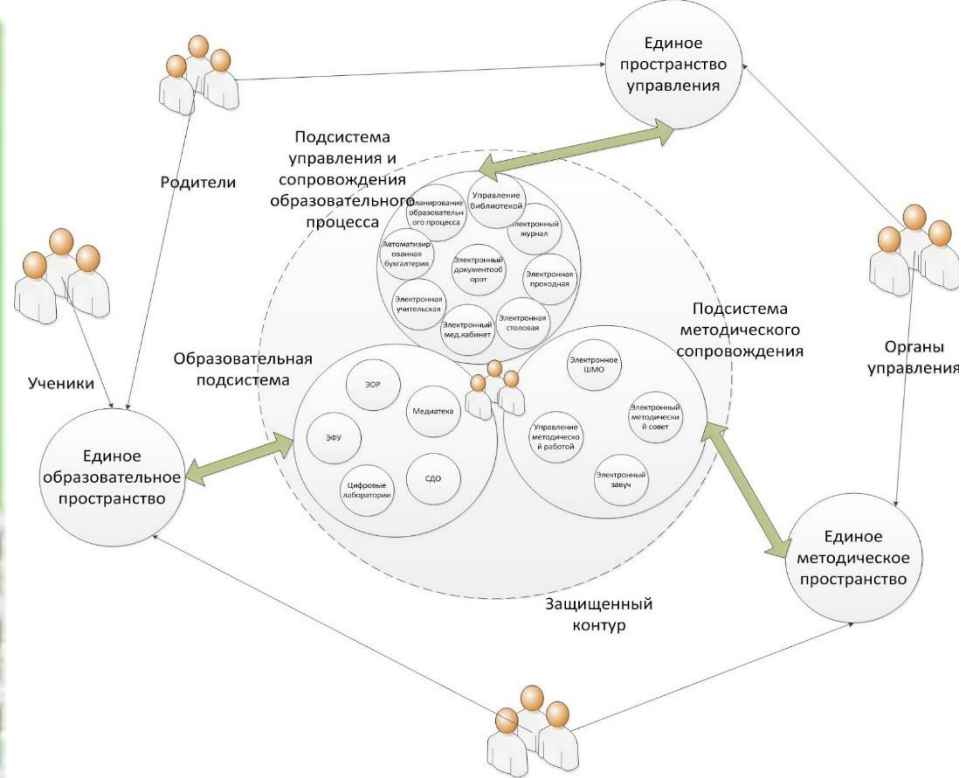 Единое
пространство
управления
Родители
Подсистема
управления и
сопровождения
образовательного
процесса
Управление
библиотекой
Планирование
образовательн
ого процесса
Электронный
журнал
Автоматизир
ованная
бухгалтерия
Электронный
документооб
орот
Электронная
проходная
Электронная
учительская
Электронный
мед.кабинет
Электронная
столовая
Ученики
Образовательная
подсистема
Подсистема
методического
сопровождения
Органы
управления
ЭОР
Медиатека
ЭФУ
Цифровые
лаборатории
СДО
Электронное
ШМО
Электронный
методически
й совет
Управление
методическо
й работой
Электронный
завуч
Единое
образовательное
пространство
Единое
методическое
пространство
Защищенный
контур